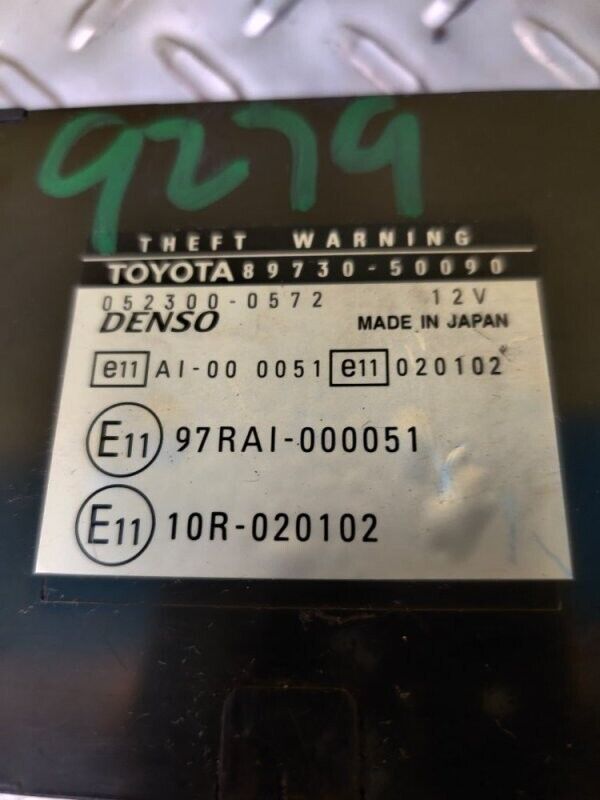 9279
THEFT WARNING
TOYOTA 89730-50090
052300-0572 12V
DENSO MADE IN JAPAN
e11 AI-00 0051 e11 020102
E11 97RAI-000051
E11 10R-020102